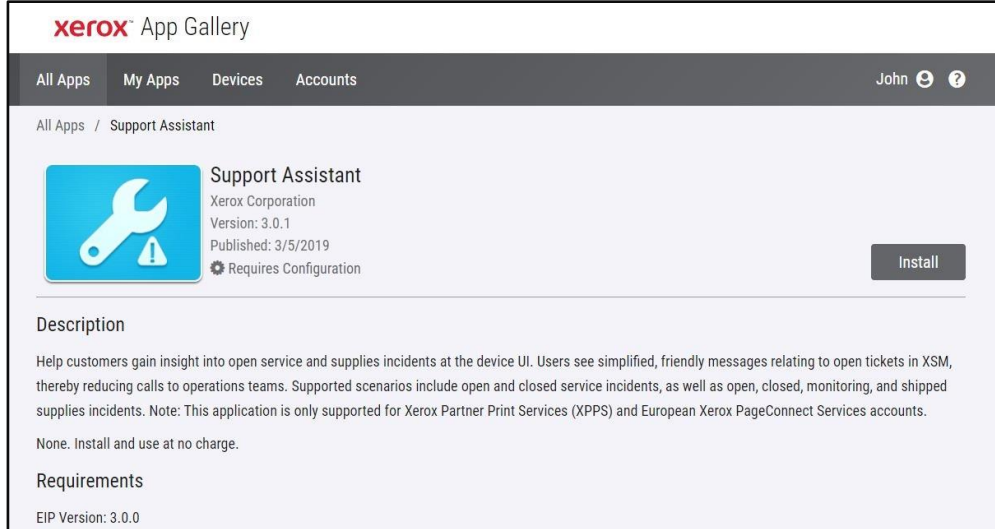 xerox™ App Gallery
All Apps My Apps Devices Accounts John ?
All Apps / Support Assistant
Support Assistant
Xerox Corporation
Version: 3.0.1
Published: 3/5/2019
Requires Configuration
Install
Description
Help customers gain insight into open service and supplies incidents at the device UI. Users see simplified, friendly messages relating to open tickets in XSM,
thereby reducing calls to operations teams. Supported scenarios include open and closed service incidents, as well as open, closed, monitoring, and shipped
supplies incidents. Note: This application is only supported for Xerox Partner Print Services (XPPS) and European Xerox PageConnect Services accounts.
None. Install and use at no charge.
Requirements
EIP Version: 3.0.0